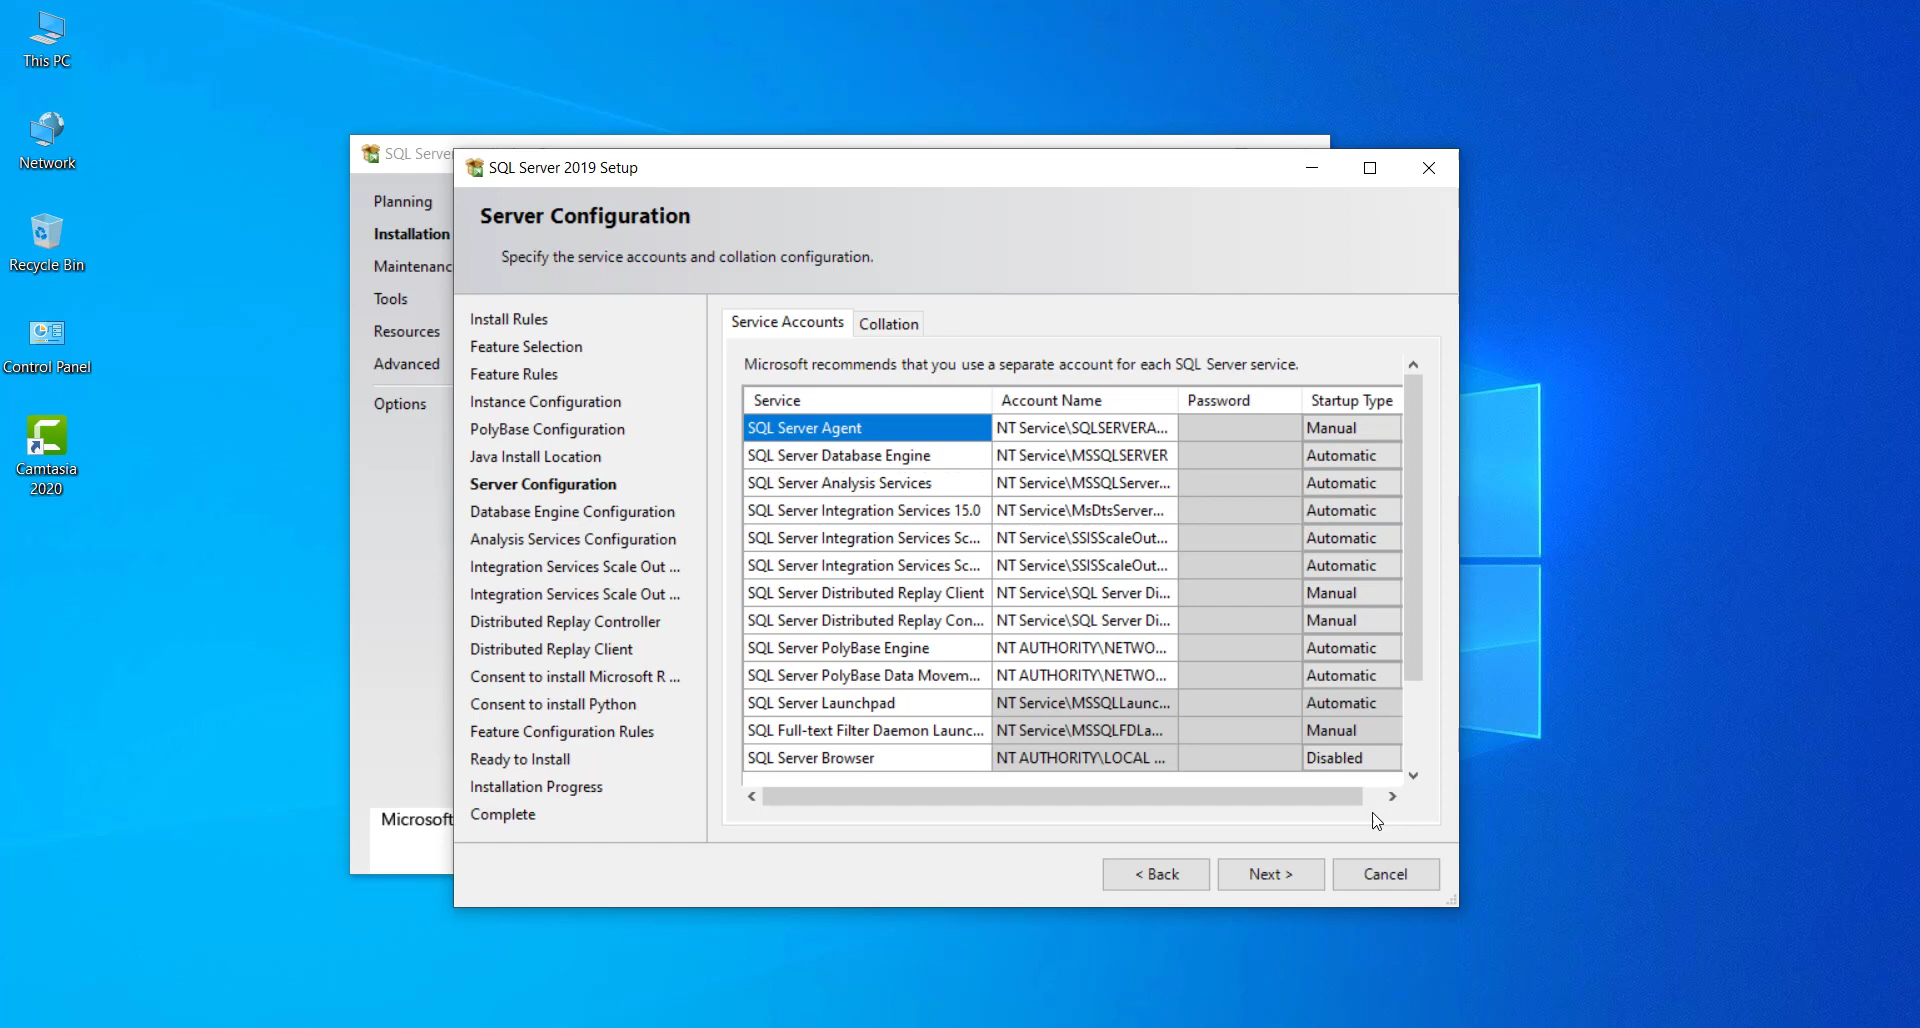 This PC
Network
Recycle Bin
Control Panel
Camtasia
2020
SQL Server
Planning
Installation
Maintenanc
Tools
Resources
Advanced
Options
Microsoft
SQL Server 2019 Setup
Server Configuration
Specify the service accounts and collation configuration.
Install Rules
Feature Selection
Feature Rules
Instance Configuration
PolyBase Configuration
Java Install Location
Server Configuration
Database Engine Configuration
Analysis Services Configuration
Integration Services Scale Out ...
Integration Services Scale Out ...
Distributed Replay Controller
Distributed Replay Client
Consent to install Microsoft R ...
Consent to install Python
Feature Configuration Rules
Ready to Install
Installation Progress
Complete
Service Accounts Collation
Microsoft recommends that you use a separate account for each SQL Server service.
Service Account Name Password Startup Type
SQL Server Agent NT Service\SQLSERVERA... Manual
SQL Server Database Engine NT Service\MSSQLSERVER Automatic
SQL Server Analysis Services NT Service\MSSQLServer... Automatic
SQL Server Integration Services 15.0 NT Service\MsDtsServer... Automatic
SQL Server Integration Services Sc... NT Service\SSISScaleOut... Automatic
SQL Server Integration Services Sc... NT Service\SSISScaleOut... Automatic
SQL Server Distributed Replay Client NT Service\SQL Server Di... Manual
SQL Server Distributed Replay Con... NT Service\SQL Server Di... Manual
SQL Server PolyBase Engine NT AUTHORITY\NETWO... Automatic
SQL Server PolyBase Data Movem... NT AUTHORITY\NETWO... Automatic
SQL Server Launchpad NT Service\MSSQLLaunc... Automatic
SQL Full-text Filter Daemon Launc... NT Service\MSSQLFDLa... Manual
SQL Server Browser NT AUTHORITY\LOCAL ... Disabled
< Back Next > Cancel